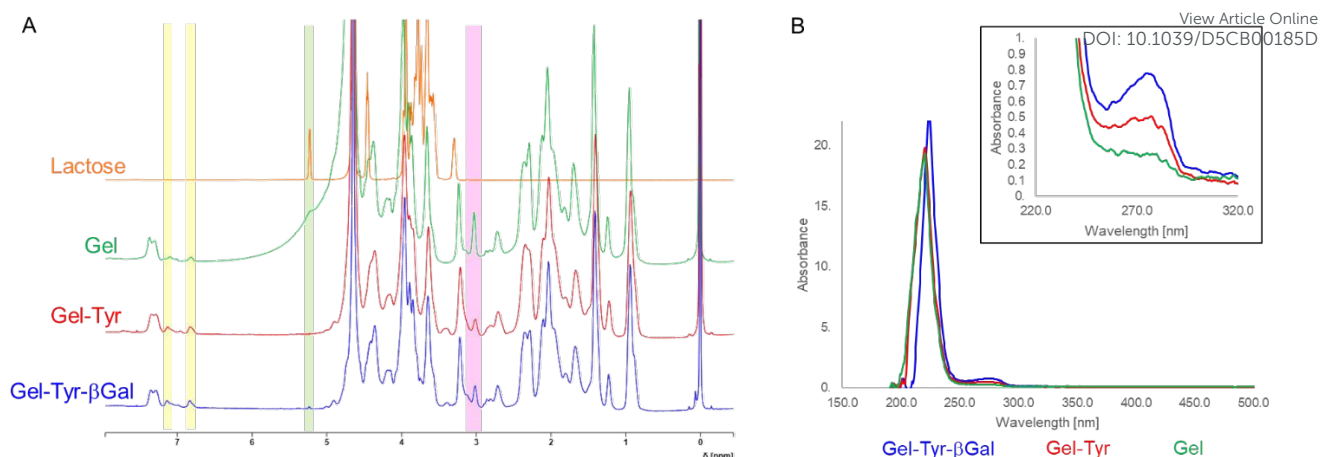 A
Lactose
Gel
Gel-Tyr
Gel-Tyr-βGal
7
6
5
4
3
2
1
0
δ [ppm]
B
View Article Online
DOI: 10.1039/D5CB00185D
Absorbance
20.
15.
10.
5.
0.
150.0 200.0 250.0 300.0 350.0 400.0 450.0 500.0
Wavelength [nm]
1.
0.9
0.8
0.7
0.6
0.5
0.4
0.3
0.2
0.1
Absorbance
220.0 270.0 320.0
Wavelength [nm]
Gel-Tyr-βGal Gel-Tyr Gel